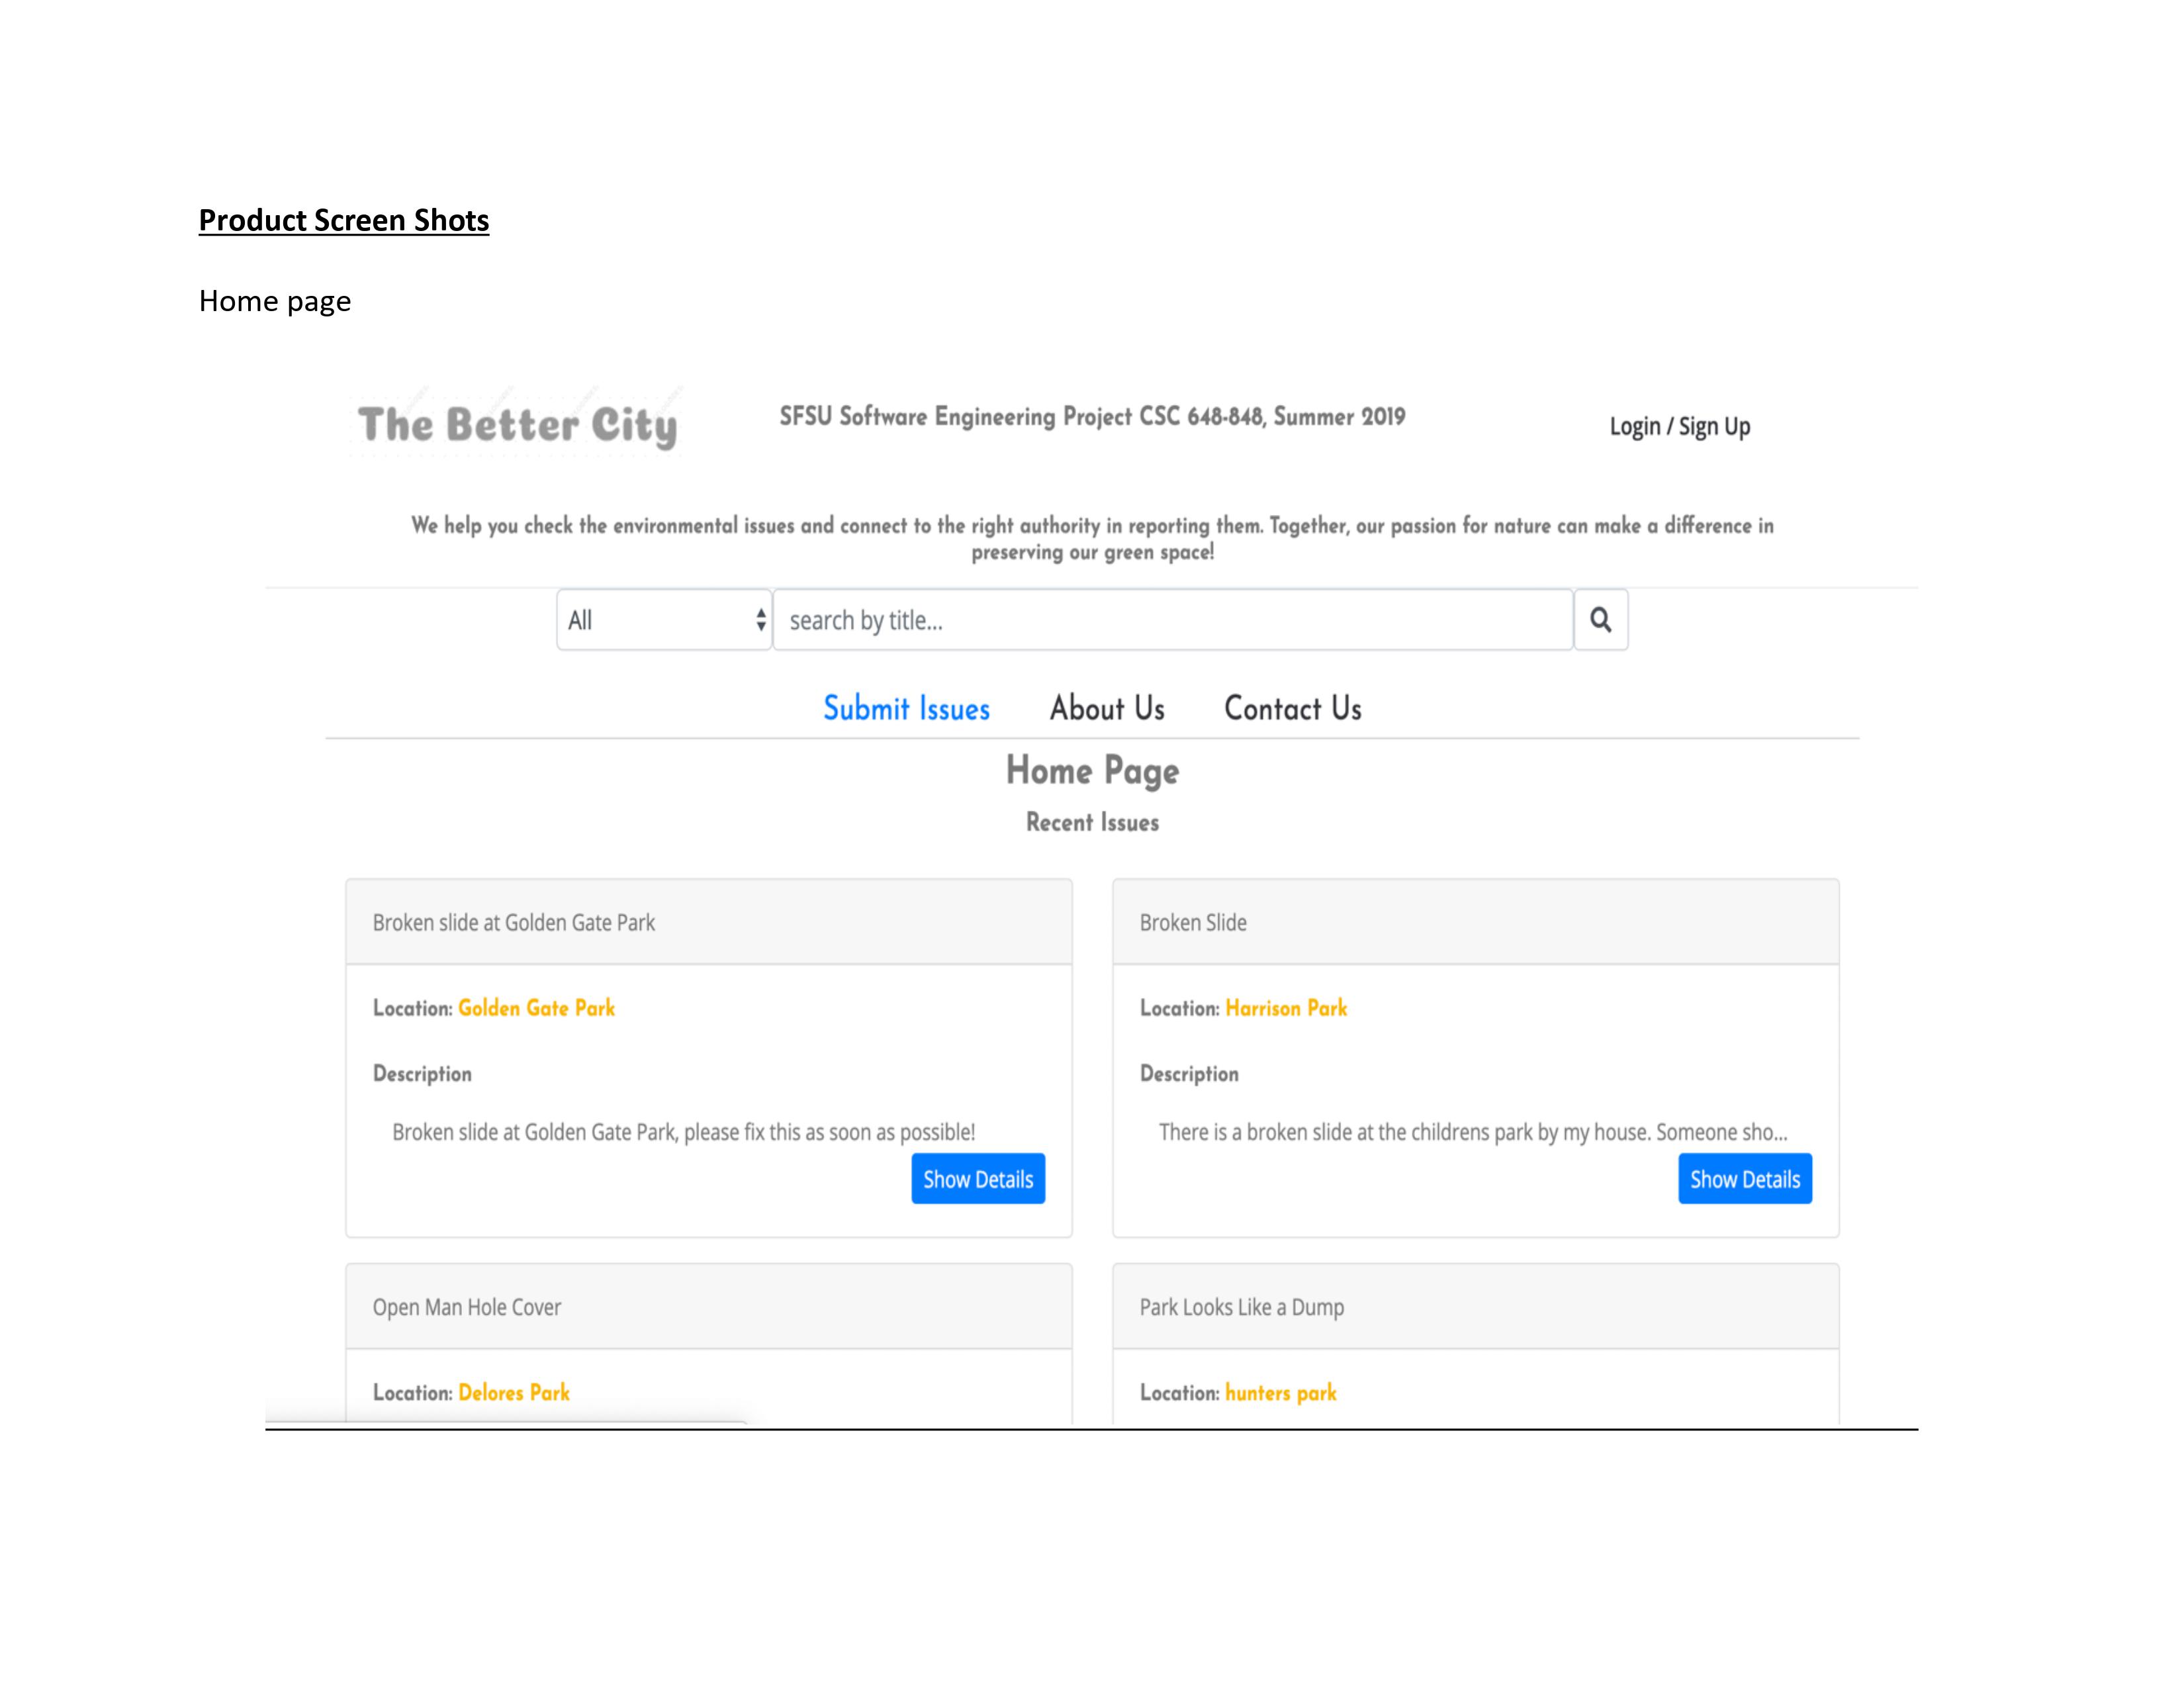 Product Screen Shots
Home page
The Better City
SFSU Software Engineering Project CSC 648-848, Summer 2019
Login / Sign Up
We help you check the environmental issues and connect to the right authority in reporting them. Together, our passion for nature can make a difference in
preserving our green space!
All
search by title...
Submit Issues
About Us
Contact Us
Home Page
Recent Issues
Broken slide at Golden Gate Park
Location: Golden Gate Park
Description
Broken slide at Golden Gate Park, please fix this as soon as possible!
Show Details
Broken Slide
Location: Harrison Park
Description
There is a broken slide at the childrens park by my house. Someone sho...
Show Details
Open Man Hole Cover
Location: Delores Park
Park Looks Like a Dump
Location: hunters park